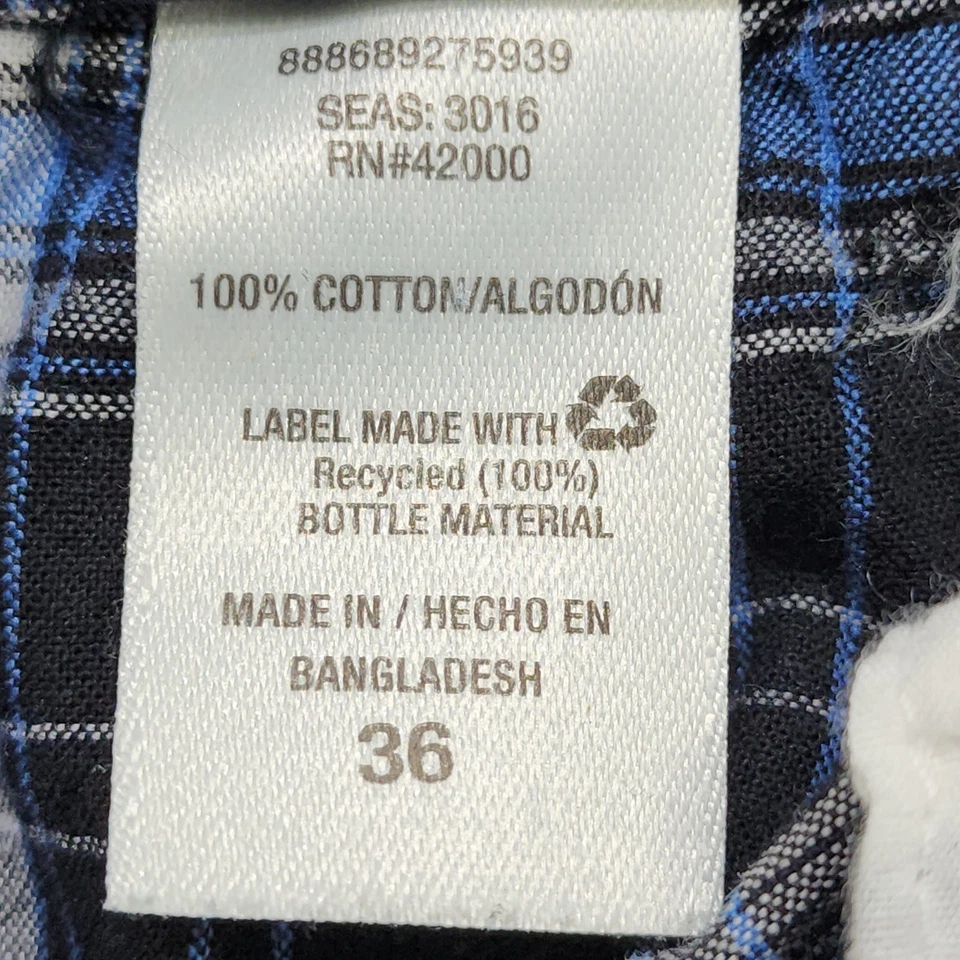 888689275939
SEAS: 3016
RN#42000
100% COTTON/ALGODÓN
LABEL MADE WITH
Recycled (100%)
BOTTLE MATERIAL
MADE IN / HECHO EN
BANGLADESH
36